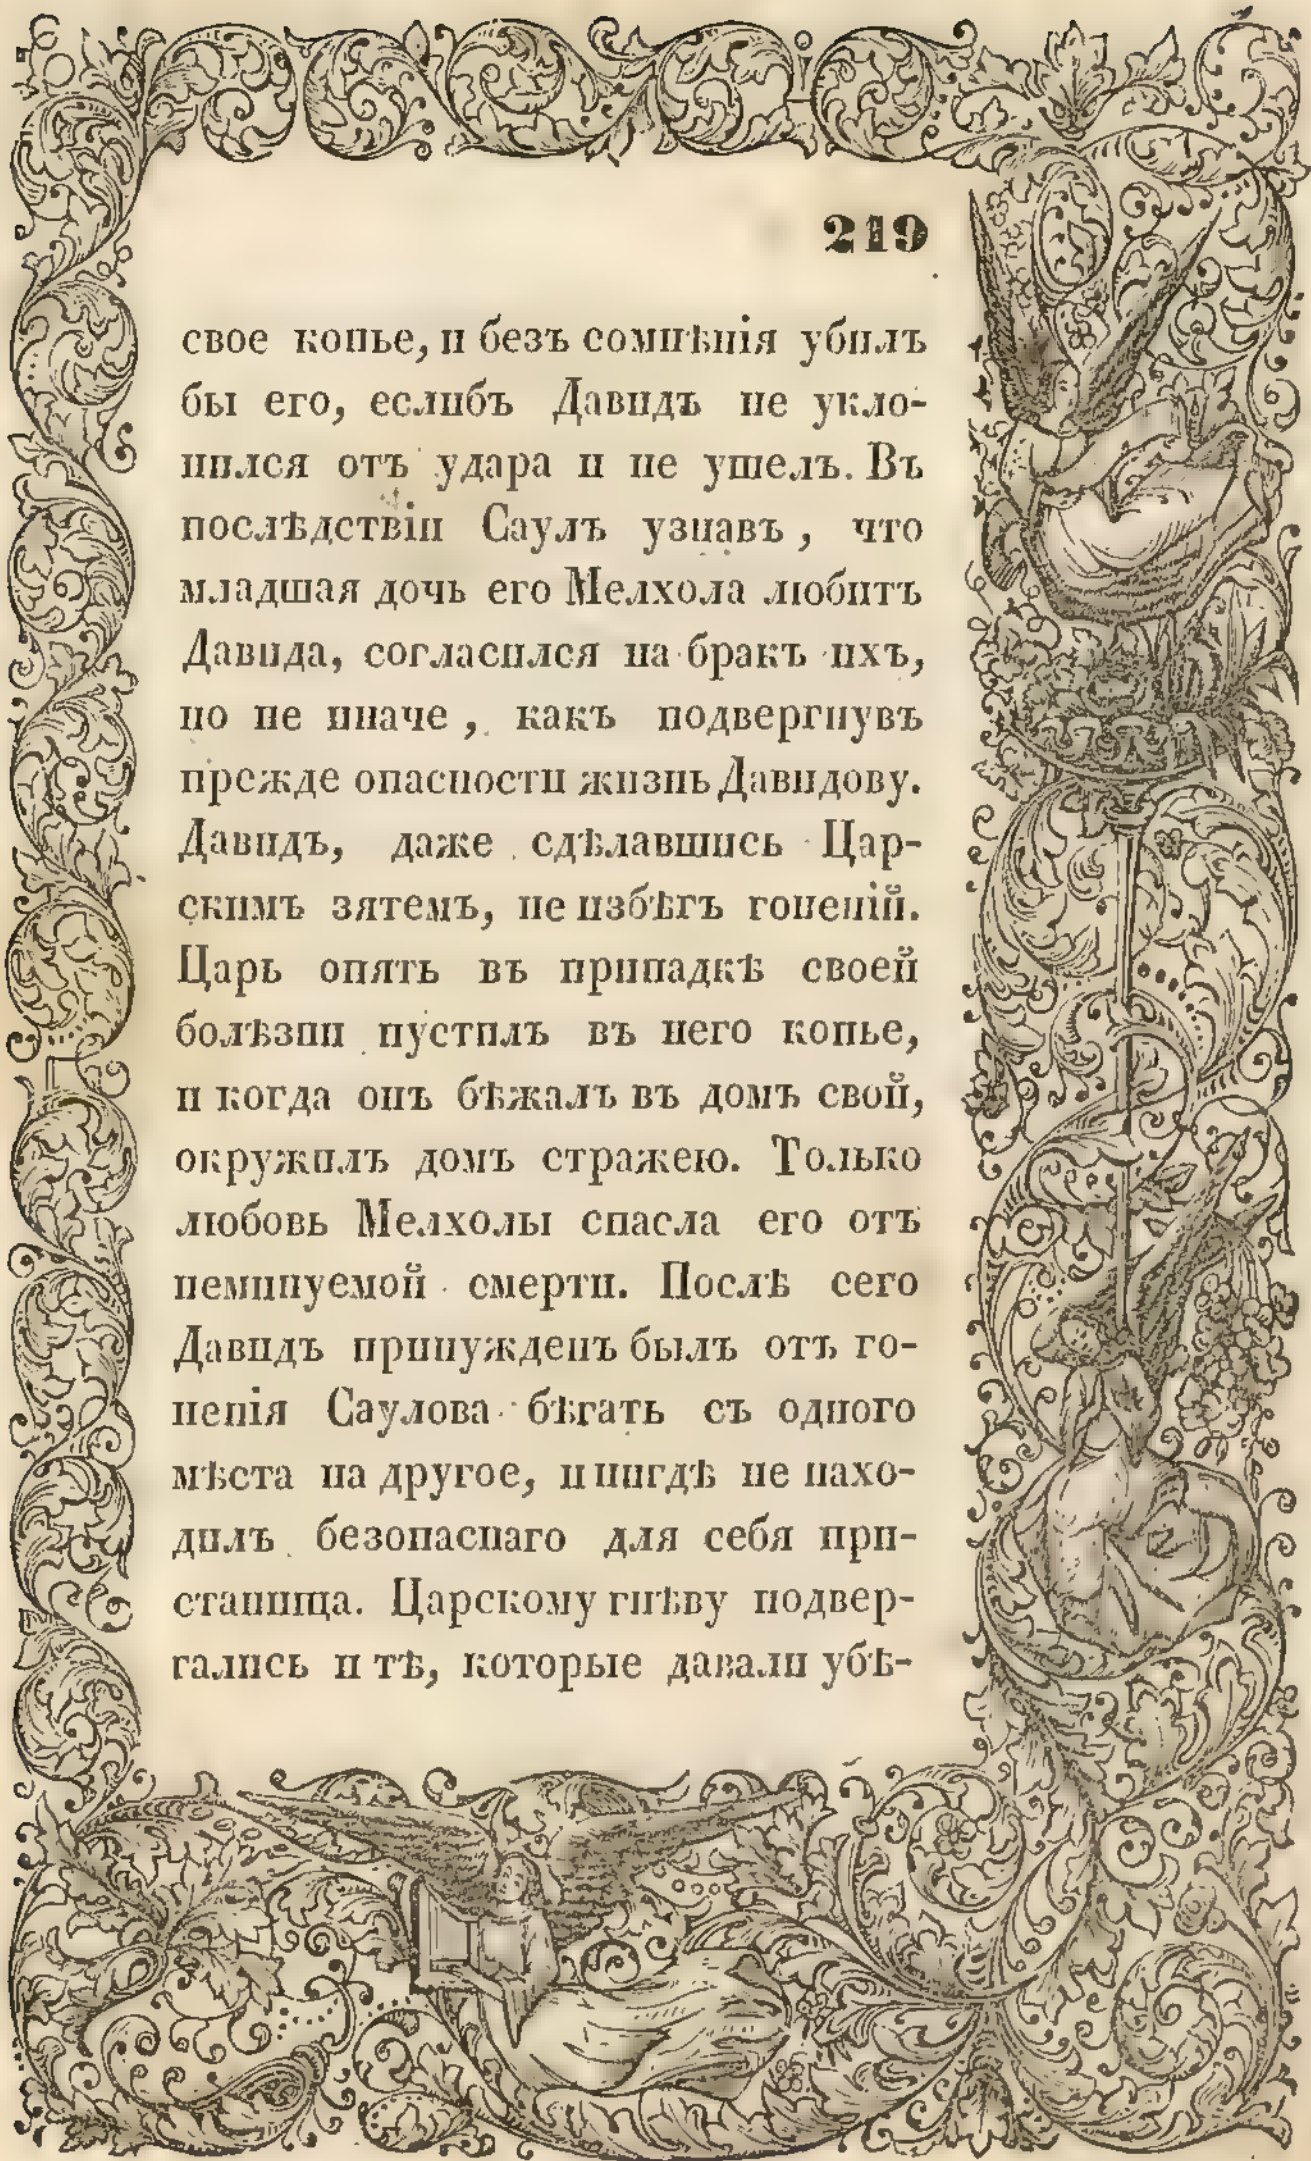 219
свое копье, и безъ сомнѣнія убилъ
бы его, еслибъ Давидъ не укло-
нился отъ удара и не ушелъ. Въ
послѣдствіи Саулъ узнавъ, что
младшая дочь его Мелхола любитъ
Давида, согласился на бракъ ихъ,
но не иначе, какъ подвергнувъ
прежде опасности жизнь Давидову.
Давидъ, даже сдѣлавшись Цар-
скимъ зятемъ, не избѣгъ гоненій.
Царь опять въ припадкѣ своей
болѣзни пустилъ въ него копье,
и когда онъ бѣжалъ въ домъ свой,
окружилъ домъ стражею. Только
любовь Мелхолы спасла его отъ
неминуемой смерти. Послѣ сего
Давидъ принужденъ былъ отъ го-
ненія Саулова бѣгать съ одного
мѣста на другое, и нигдѣ не нахо-
дилъ безопаснаго для себя при-
станища. Царскому гнѣву подвер-
гались и тѣ, которые давали убѣ-